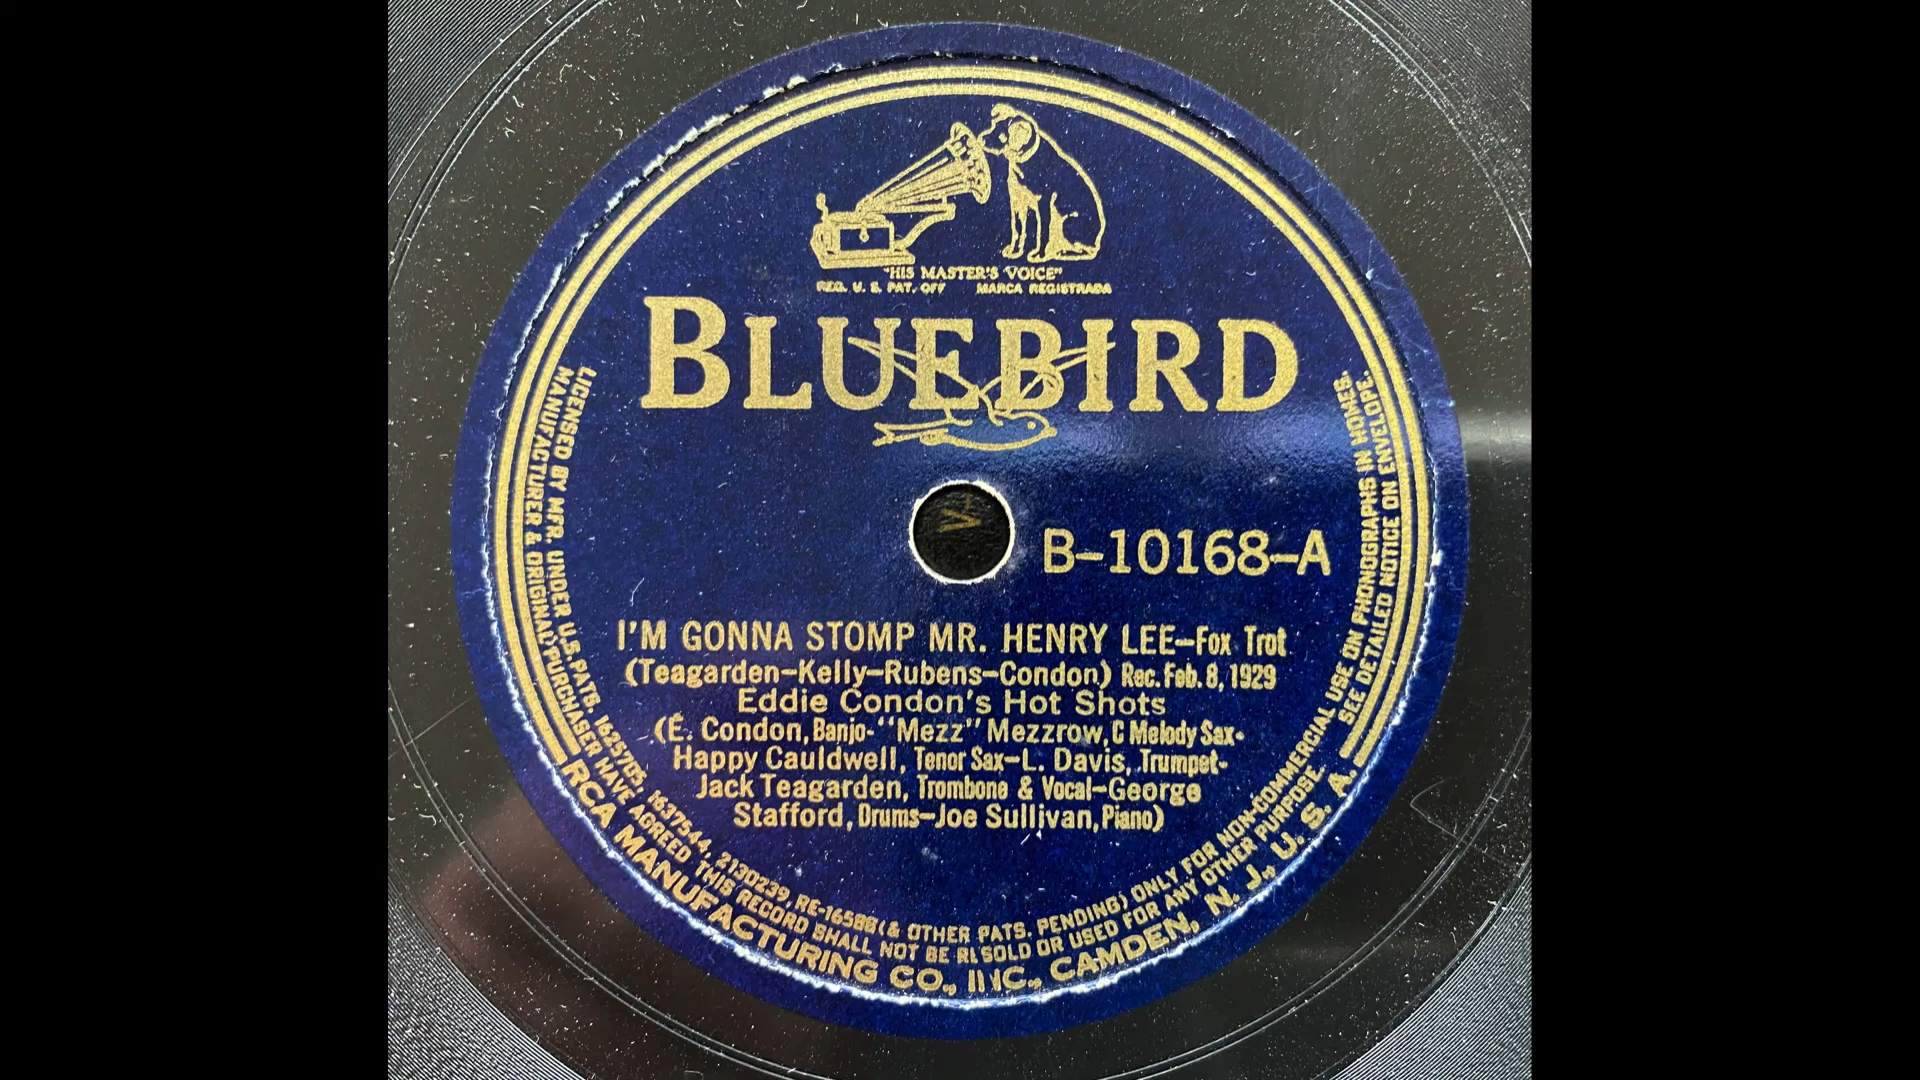 "HIS MASTER'S VOICE"
REG. U. S. PAT. OFF MARCA REGISTRADA
BLUEBIRD
B–10168–A
I'M GONNA STOMP MR. HENRY LEE–Fox Trot
(Teagarden–Kelly–Rubens–Condon) Rec. Feb. 8, 1929
Eddie Condon's Hot Shots
(E. Condon, Banjo-"Mezz" Mezzrow, C Melody Sax-
Happy Cauldwell, Tenor Sax–L. Davis, Trumpet-
Jack Teagarden, Trombone & Vocal–George
Stafford, Drums–Joe Sullivan, Piano)
LICENSED BY MFR. UNDER U.S. PATS. 1625705, 1637544, 2130239, RE-16588 (& OTHER PATS. PENDING) ONLY FOR NON-COMMERCIAL USE ON PHONOGRAPHS IN HOMES.
MANUFACTURER & ORIGINAL PURCHASER HAVE AGREED THIS RECORD SHALL NOT BE RESOLD OR USED FOR ANY OTHER PURPOSE. SEE DETAILED NOTICE ON ENVELOPE.
RCA MANUFACTURING CO., INC., CAMDEN, N. J., U. S. A.